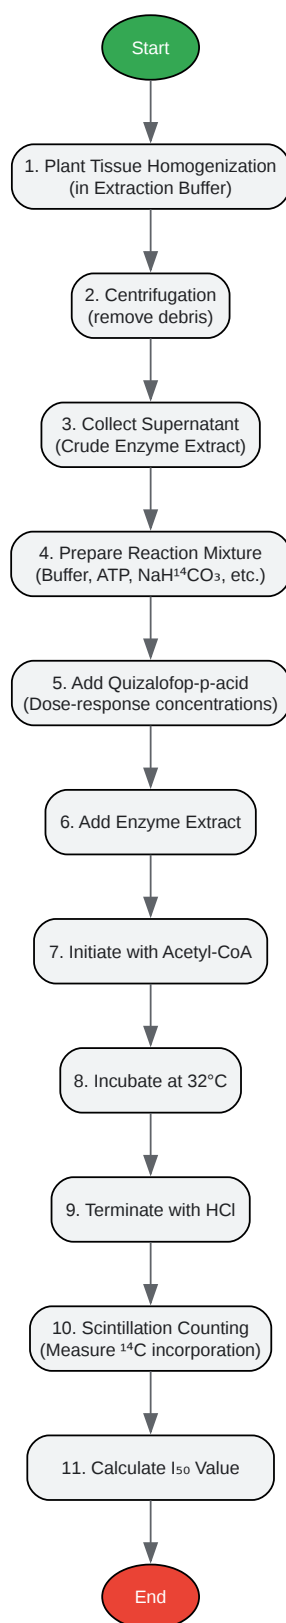 Start
1. Plant Tissue Homogenization
(in Extraction Buffer)
2. Centrifugation
(remove debris)
3. Collect Supernatant
(Crude Enzyme Extract)
4. Prepare Reaction Mixture
(Buffer, ATP, NaH¹⁴CO₃, etc.)
5. Add Quizalofop-p-acid
(Dose-response concentrations)
6. Add Enzyme Extract
7. Initiate with Acetyl-CoA
8. Incubate at 32°C
9. Terminate with HCl
10. Scintillation Counting
(Measure ¹⁴C incorporation)
11. Calculate I₅₀ Value
End